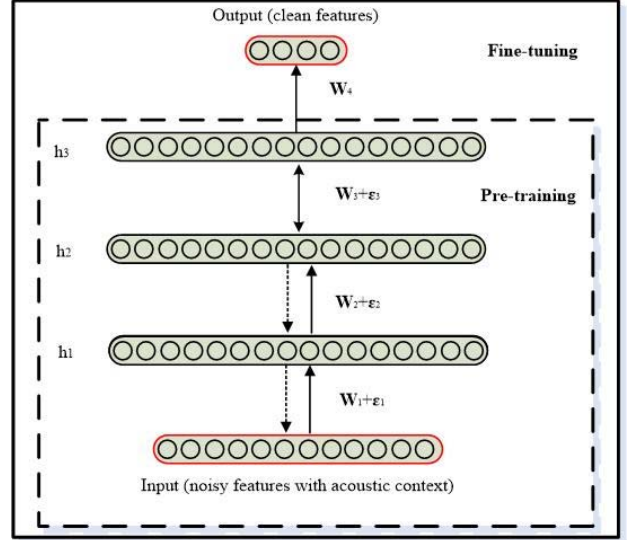 Output (clean features)
Fine-tuning
W4
h3
W3+ε3
Pre-training
h2
W2+ε2
h1
W1+ε1
Input (noisy features with acoustic context)